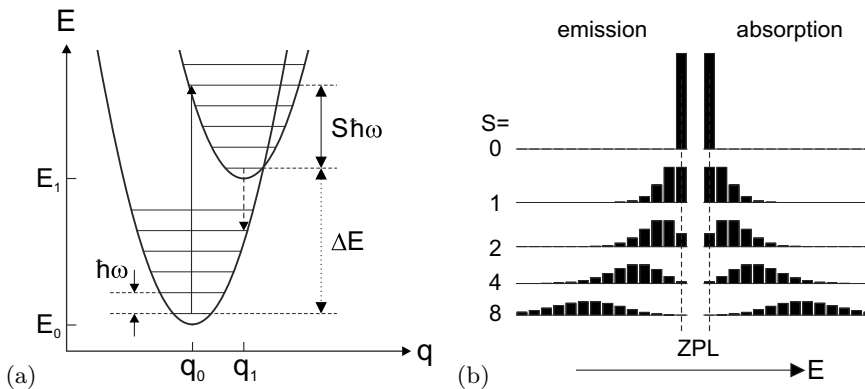 E
E₁
E₀
ħω
Sħω
ΔE
q₀
q₁
q
(a)
emission
absorption
S=
0
1
2
4
8
ZPL
E
(b)